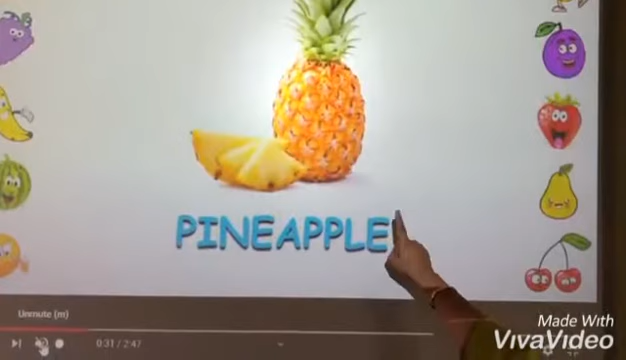 PINEAPPLE
Unmute (m)
0:31 / 2:47
Made With
VivaVideo